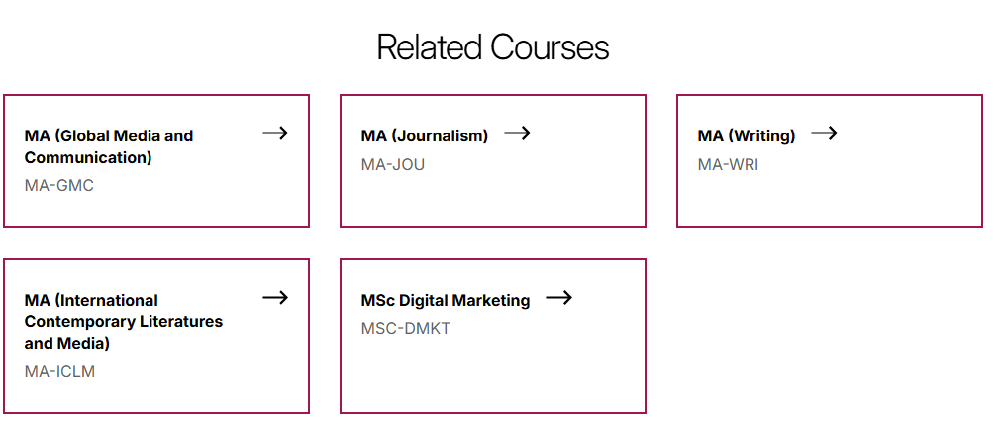 Related Courses
MA (Global Media and
Communication)
MA-GMC
MA (Journalism)
MA-JOU
MA (Writing)
MA-WRI
MA (International
Contemporary Literatures
and Media)
MA-ICLM
MSc Digital Marketing
MSC-DMKT